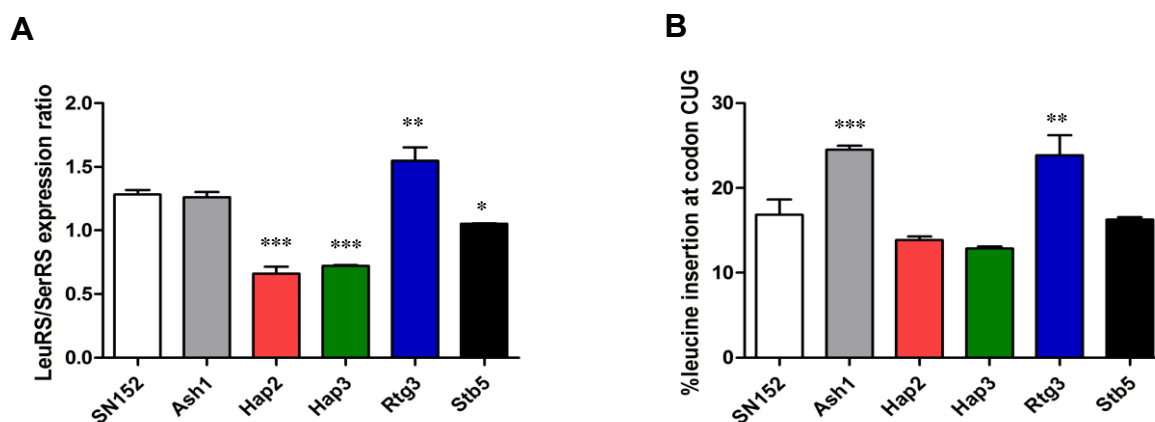 A
LeuRS/SerRS expression ratio
2.0
1.5
1.0
0.5
0.0
***
***
**
*
SN152
Ash1
Hap2
Hap3
Rtg3
Stb5
B
%leucine insertion at codon CUG
30
20
10
0
***
**
SN152
Ash1
Hap2
Hap3
Rtg3
Stb5